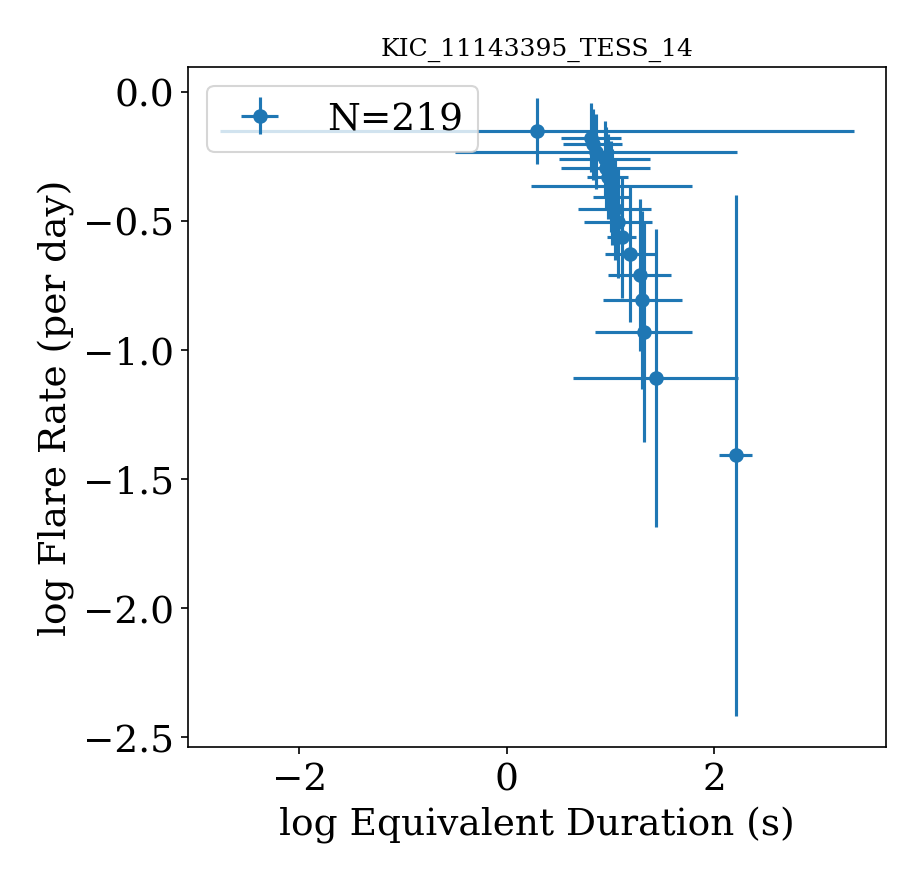 KIC_11143395_TESS_14
N=219
log Flare Rate (per day)
0.0
−0.5
−1.0
−1.5
−2.0
−2.5
−2
0
2
log Equivalent Duration (s)